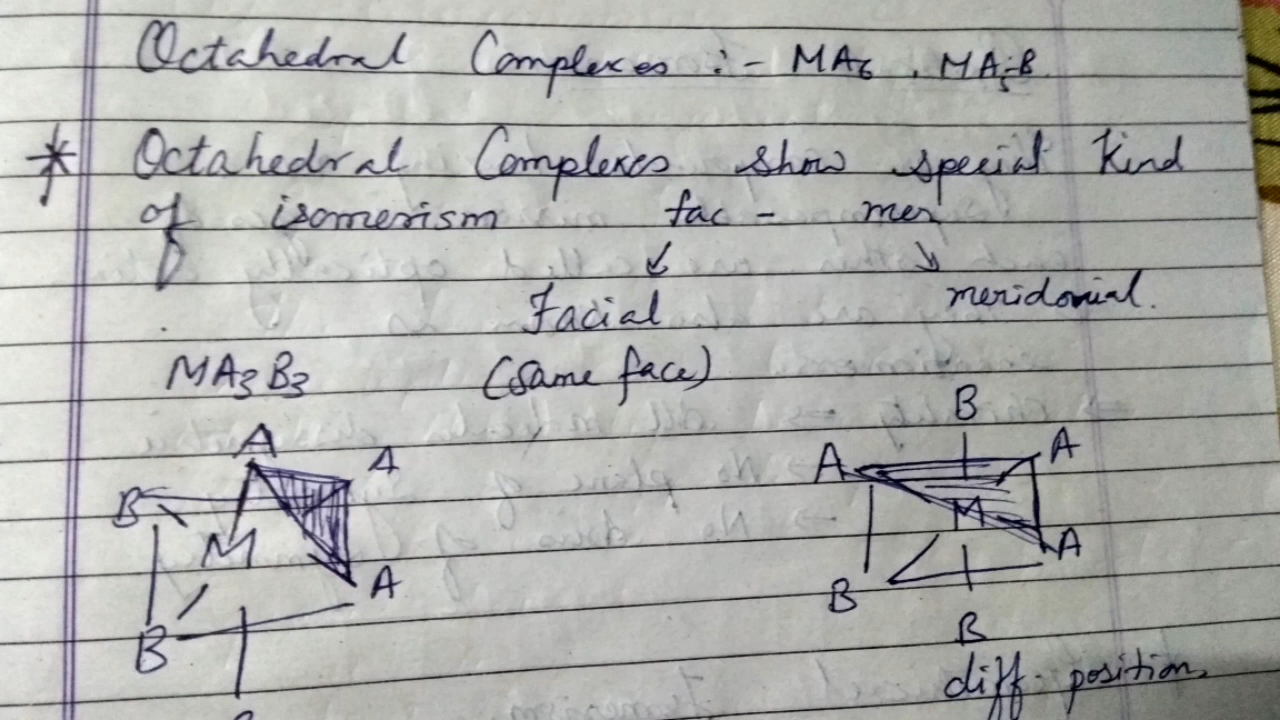 Octahedral Complexes :- MA6 , MA5B
* Octahedral Complexes show special kind
of isomerism fac - mer
Facial meridonial.
MA3B3 (same face)
B
A A A A
B
M M
A A
B B
B
diff. position